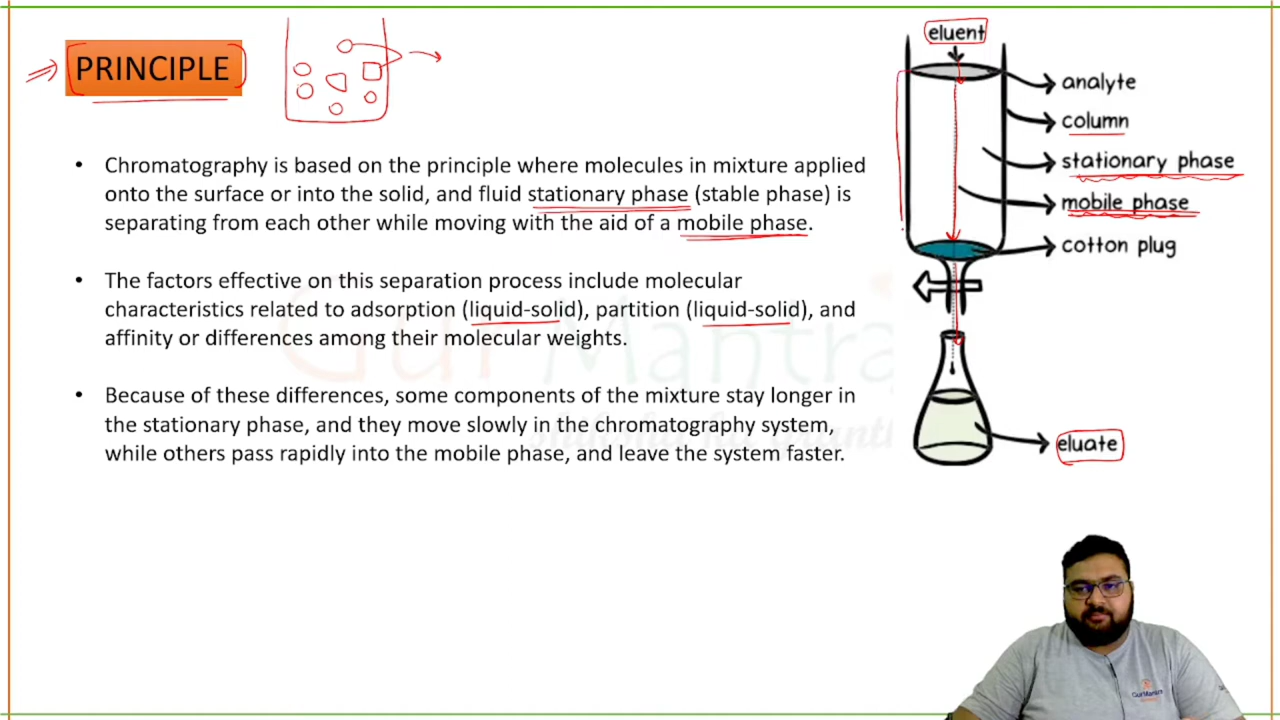 PRINCIPLE
• Chromatography is based on the principle where molecules in mixture applied
onto the surface or into the solid, and fluid stationary phase (stable phase) is
separating from each other while moving with the aid of a mobile phase.
• The factors effective on this separation process include molecular
characteristics related to adsorption (liquid-solid), partition (liquid-solid), and
affinity or differences among their molecular weights.
• Because of these differences, some components of the mixture stay longer in
the stationary phase, and they move slowly in the chromatography system,
while others pass rapidly into the mobile phase, and leave the system faster.
eluent
analyte
column
stationary phase
mobile phase
cotton plug
eluate
Gur Mantra
GurMantra